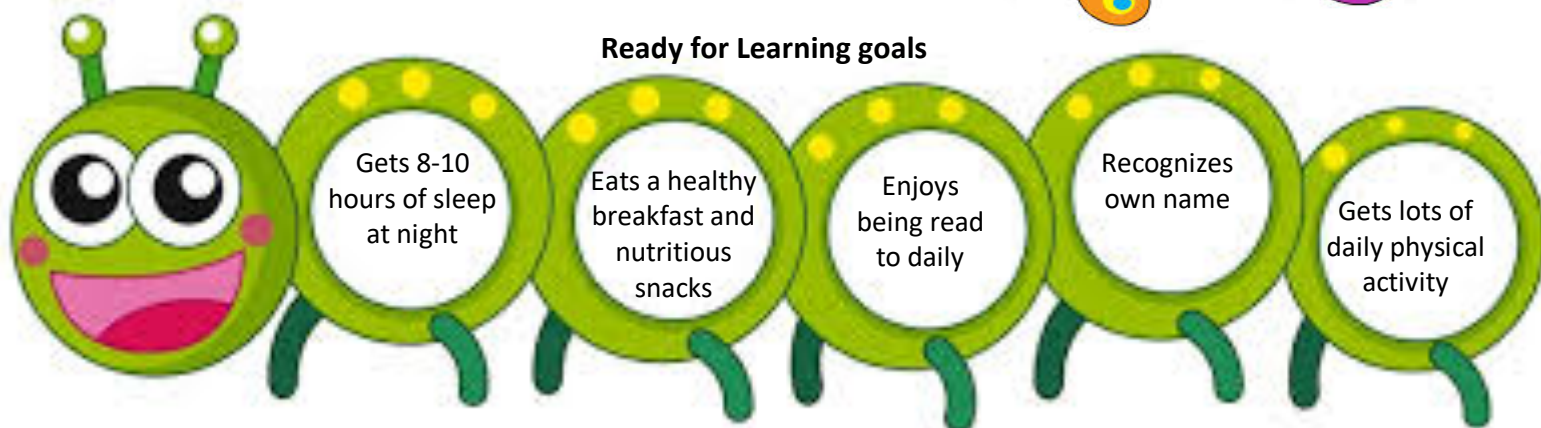 Ready for Learning goals
Gets 8-10
hours of sleep
at night
Eats a healthy
breakfast and
nutritious
snacks
Enjoys
being read
to daily
Recognizes
own name
Gets lots of
daily physical
activity